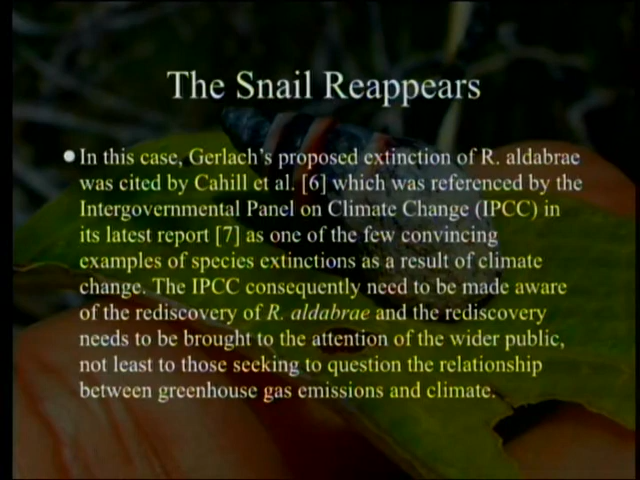 The Snail Reappears
In this case, Gerlach's proposed extinction of R. aldabrae
was cited by Cahill et al. [6] which was referenced by the
Intergovernmental Panel on Climate Change (IPCC) in
its latest report [7] as one of the few convincing
examples of species extinctions as a result of climate
change. The IPCC consequently need to be made aware
of the rediscovery of R. aldabrae and the rediscovery
needs to be brought to the attention of the wider public,
not least to those seeking to question the relationship
between greenhouse gas emissions and climate.